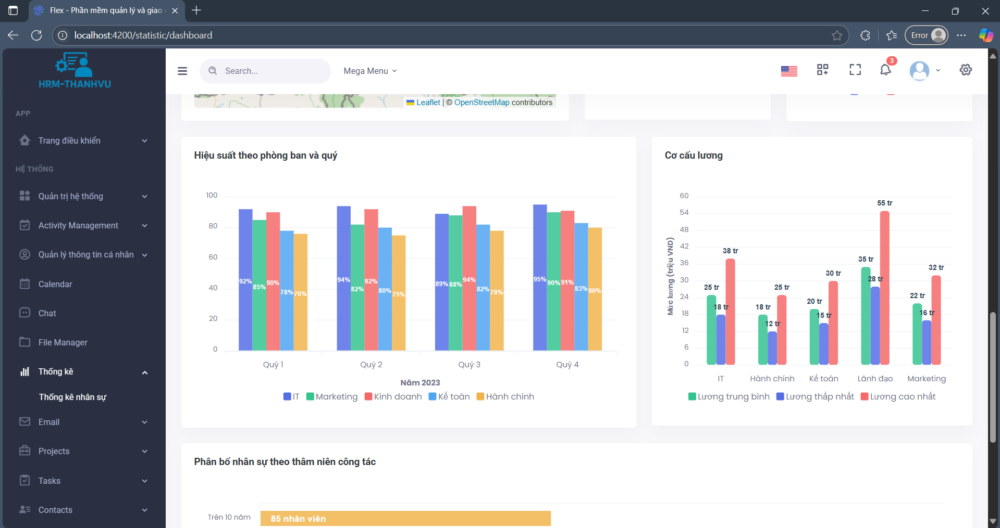 Flex - Phần mềm quản lý và giao
localhost:4200/statistic/dashboard
Error
HRM-THANHVU
Search...
Mega Menu
3
APP
Trang điều khiển
HỆ THỐNG
Quản trị hệ thống
Activity Management
Quản lý thông tin cá nhân
Calendar
Chat
File Manager
Thống kê
Thống kê nhân sự
Email
Projects
Tasks
Contacts
Leaflet | © OpenStreetMap contributors
Hiệu suất theo phòng ban và quý
100
80
60
40
20
0
92% 85% 90% 78% 76%
94% 82% 92% 80% 75%
89% 88% 94% 82% 78%
95% 90% 91% 83% 80%
Quý 1 Quý 2 Quý 3 Quý 4
Năm 2023
IT Marketing Kinh doanh Kế toán Hành chính
Cơ cấu lương
Mức lương (triệu VND)
60
54
48
42
36
30
24
18
12
6
0
25 tr 18 tr 38 tr
18 tr 12 tr 25 tr
20 tr 15 tr 30 tr
35 tr 28 tr 55 tr
22 tr 16 tr 32 tr
IT Hành chính Kế toán Lãnh đạo Marketing
Lương trung bình Lương thấp nhất Lương cao nhất
Phân bố nhân sự theo thâm niên công tác
Trên 10 năm 85 nhân viên